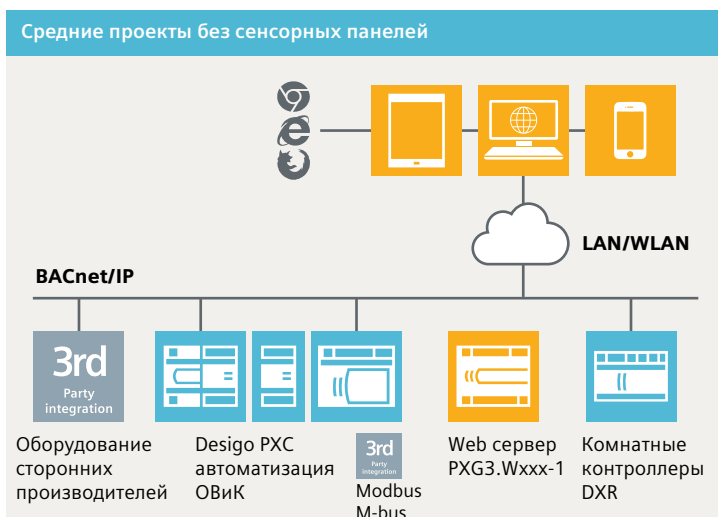 Средние проекты без сенсорных панелей
LAN/WLAN
BACnet/IP
3rd
Party
integration
Оборудование
сторонних
производителей
Desigo PXC
автоматизация
ОВиК
3rd
Party
integration
Modbus
M-bus
Web сервер
PXG3.Wxxx-1
Комнатные
контроллеры
DXR